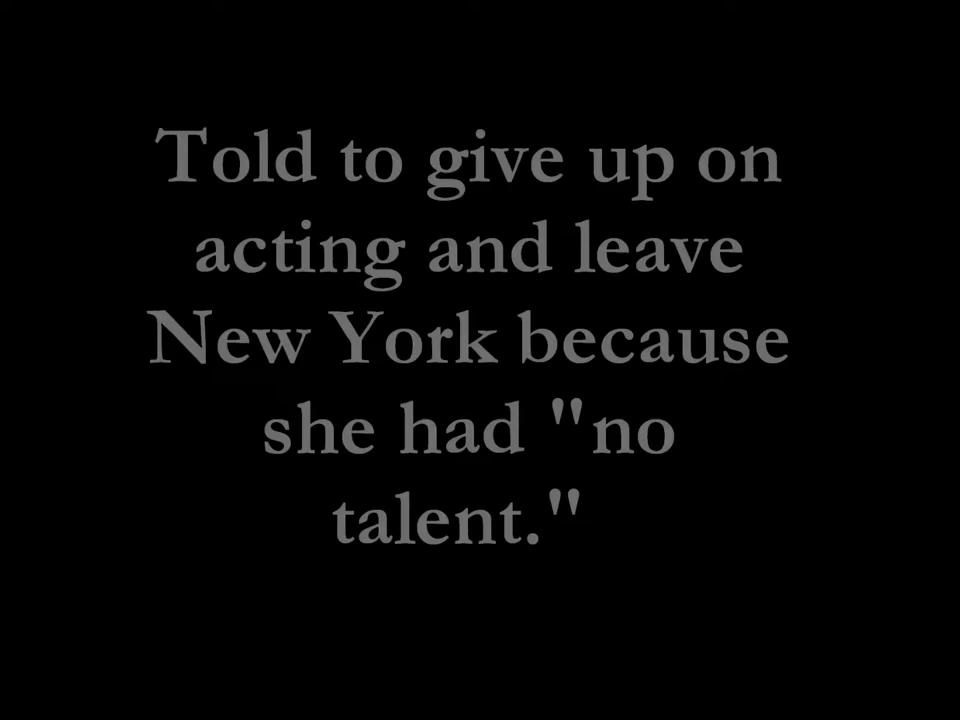 Told to give up on
acting and leave
New York because
she had "no
talent."